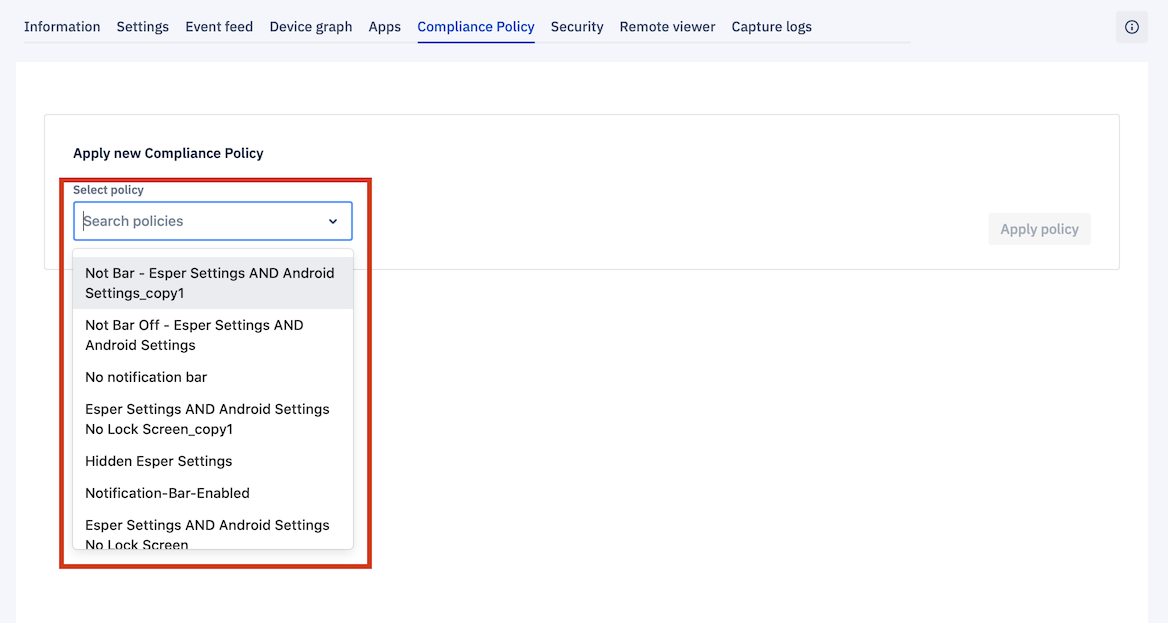 Information Settings Event feed Device graph Apps Compliance Policy Security Remote viewer Capture logs
Apply new Compliance Policy
Select policy
Search policies
Apply policy
Not Bar - Esper Settings AND Android
Settings_copy1
Not Bar Off - Esper Settings AND
Android Settings
No notification bar
Esper Settings AND Android Settings
No Lock Screen_copy1
Hidden Esper Settings
Notification-Bar-Enabled
Esper Settings AND Android Settings
No Lock Screen